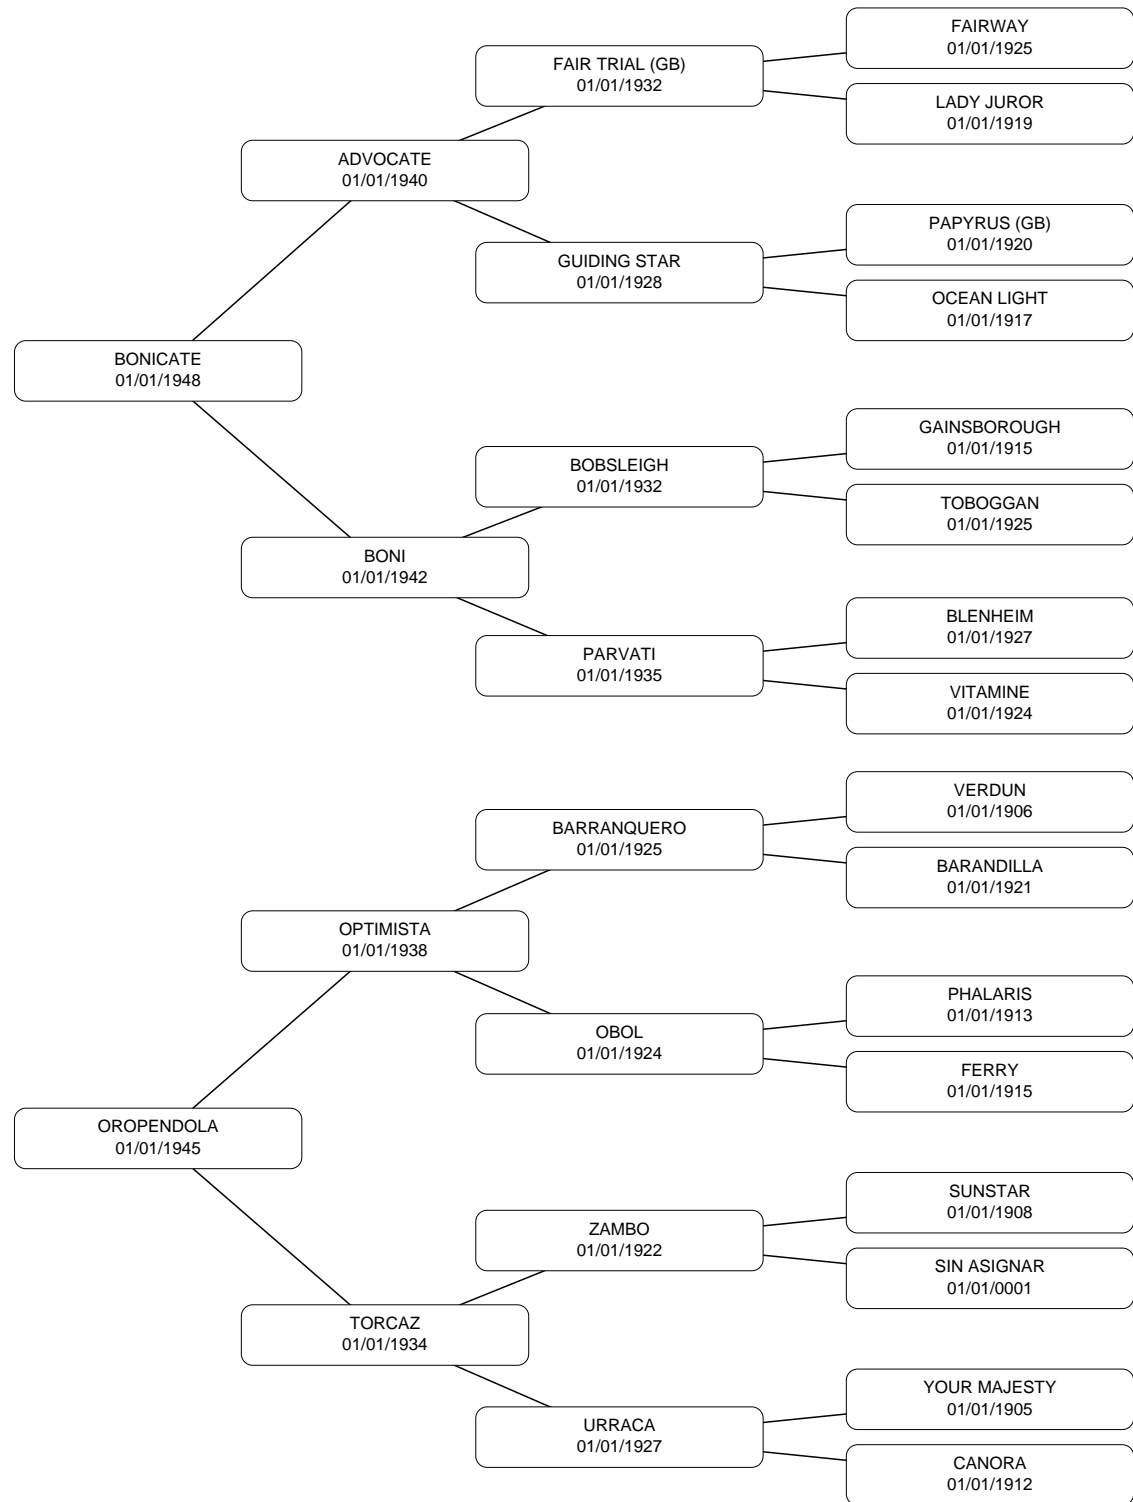 FAIRWAY
01/01/1925
FAIR TRIAL (GB)
01/01/1932
LADY JUROR
01/01/1919
ADVOCATE
01/01/1940
PAPYRUS (GB)
01/01/1920
GUIDING STAR
01/01/1928
OCEAN LIGHT
01/01/1917
BONICATE
01/01/1948
GAINSBOROUGH
01/01/1915
BOBSLEIGH
01/01/1932
TOBOGGAN
01/01/1925
BONI
01/01/1942
BLENHEIM
01/01/1927
PARVATI
01/01/1935
VITAMINE
01/01/1924
VERDUN
01/01/1906
BARRANQUERO
01/01/1925
BARANDILLA
01/01/1921
OPTIMISTA
01/01/1938
PHALARIS
01/01/1913
OBOL
01/01/1924
FERRY
01/01/1915
OROPENDOLA
01/01/1945
SUNSTAR
01/01/1908
ZAMBO
01/01/1922
SIN ASIGNAR
01/01/0001
TORCAZ
01/01/1934
YOUR MAJESTY
01/01/1905
URRACA
01/01/1927
CANORA
01/01/1912